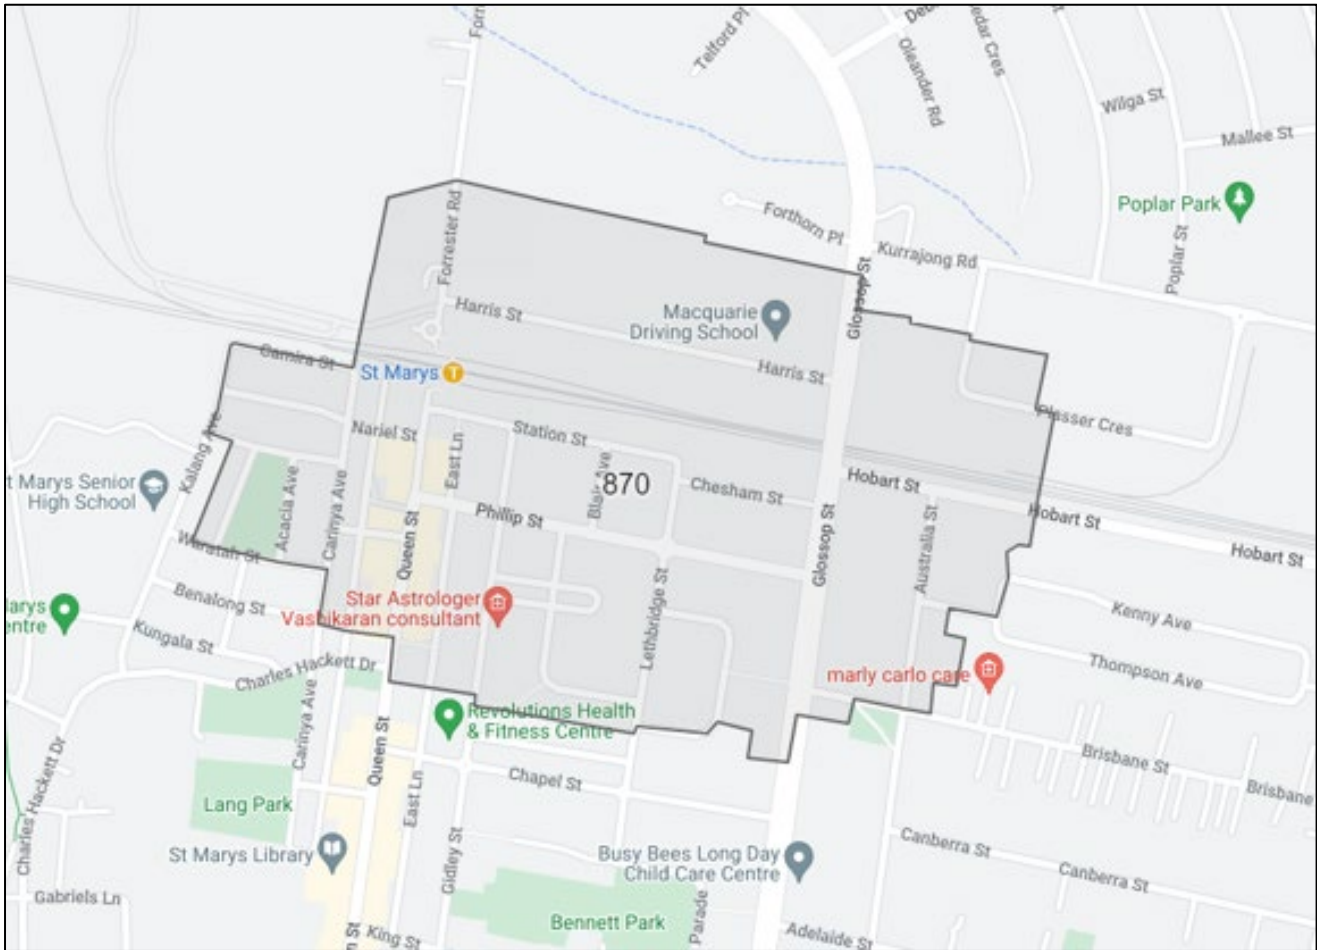 Forr
Telford Pl
Deb
Oleander Rd
edar Cres
Wilga St
Mallee St
Poplar Park
Poplar St
Forrester Rd
Forthorn Pl
Kurrajong Rd
Glossop St
Harris St
Macquarie
Driving School
Harris St
Camira St
St Marys
T
Plasser Cres
Kalang Ave
Nariel St
Station St
East Ln
Blair Ave
870
Chesham St
Hobart St
Hobart St
Hobart St
t Marys Senior
High School
Acacia Ave
Carinya Ave
Queen St
Phillip St
Glossop St
Australia St
Waratah St
Benalong St
Star Astrologer
Vashikaran consultant
Lethbridge St
Kenny Ave
Thompson Ave
larys
entre
Kungala St
Charles Hackett Dr
marly carlo care
Revolutions Health
& Fitness Centre
Carinya Ave
Queen St
East Ln
Chapel St
Brisbane St
Brisbane
Charles Hackett Dr
Lang Park
St Marys Library
Gidley St
Busy Bees Long Day
Child Care Centre
Canberra St
Canberra St
Gabriels Ln
Bennett Park
Parade
n St
King St
Adelaide St